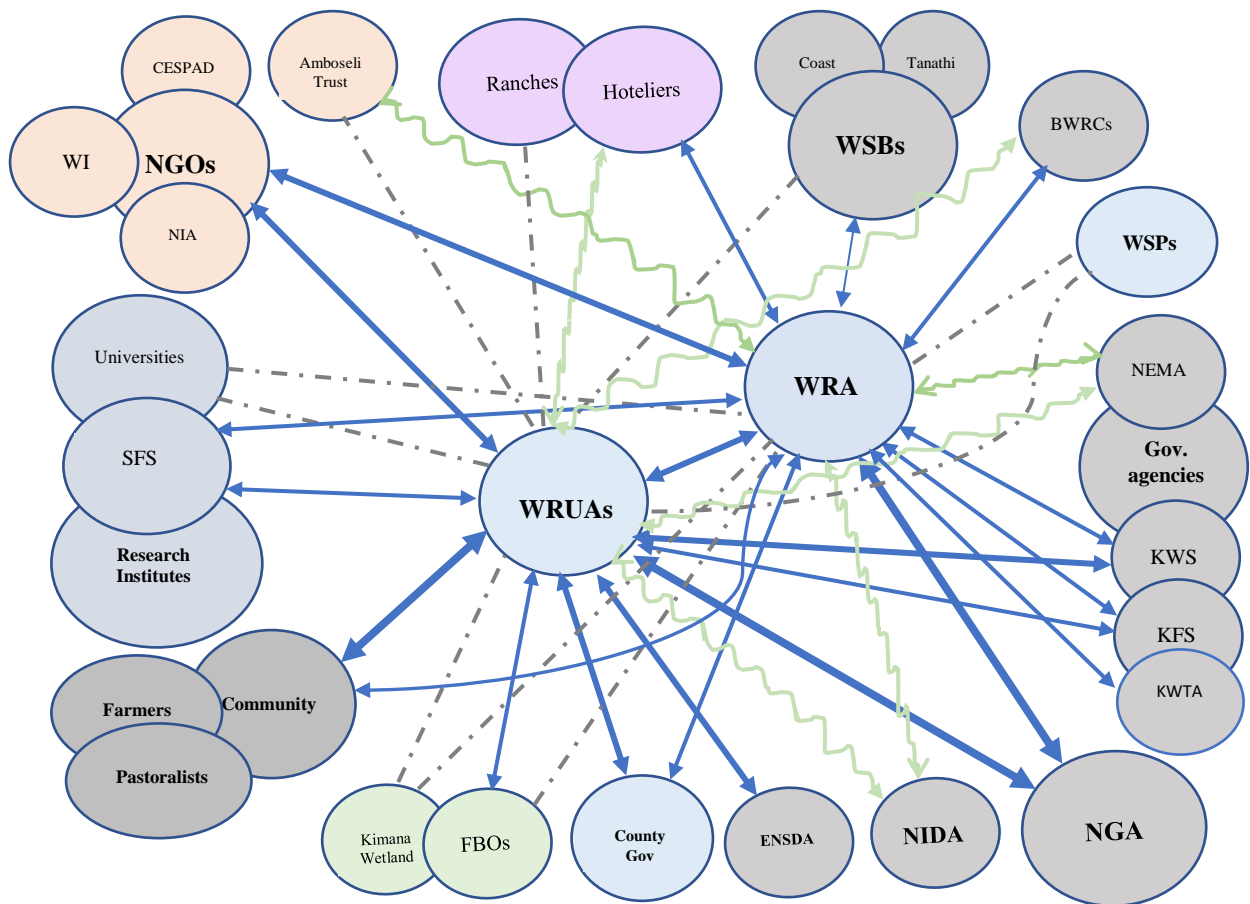 CESPAD
Amboseli
Trust
Ranches
Hoteliers
Coast
Tanathi
WSBs
BWRCs
WI
NGOs
NIA
WSPs
Universities
WRA
NEMA
SFS
Gov.
agencies
WRUAs
Research
Institutes
KWS
KFS
KWTA
Community
Farmers
Pastoralists
Kimana
Wetland
FBOs
County
Gov
ENSDA
NIDA
NGA